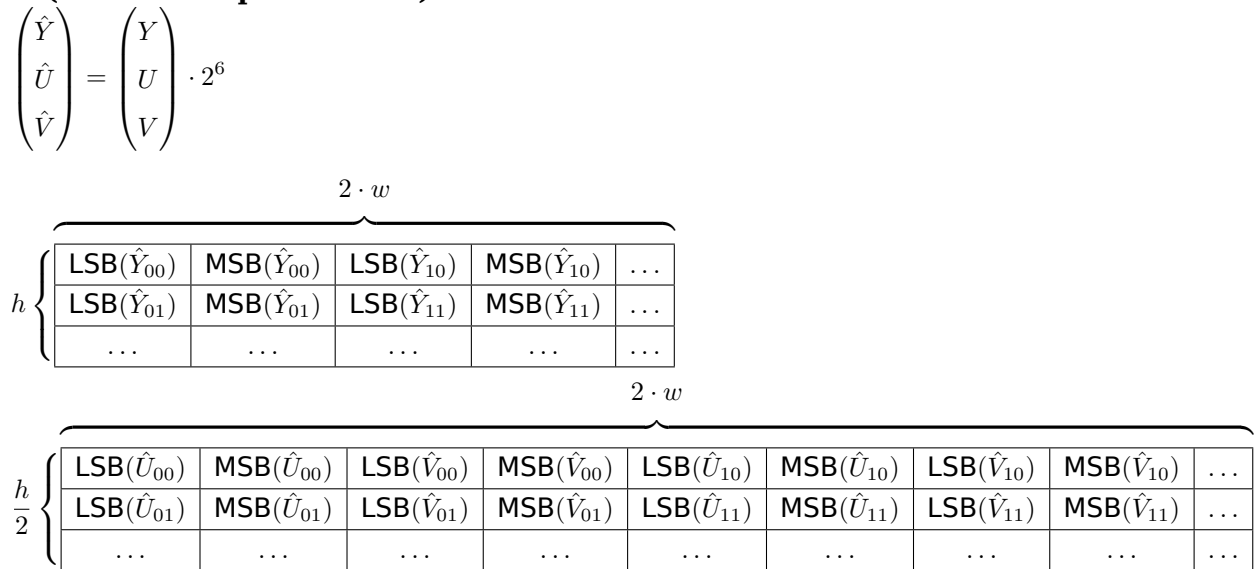 (Ŷ Û V̂) = (Y U V) · 2⁶
2 · w
h
LSB(Ŷ₀₀) MSB(Ŷ₀₀) LSB(Ŷ₁₀) MSB(Ŷ₁₀) ...
LSB(Ŷ₀₁) MSB(Ŷ₀₁) LSB(Ŷ₁₁) MSB(Ŷ₁₁) ...
... ... ... ... ...
2 · w
h/2
LSB(Û₀₀) MSB(Û₀₀) LSB(V̂₀₀) MSB(V̂₀₀) LSB(Û₁₀) MSB(Û₁₀) LSB(V̂₁₀) MSB(V̂₁₀) ...
LSB(Û₀₁) MSB(Û₀₁) LSB(V̂₀₁) MSB(V̂₀₁) LSB(Û₁₁) MSB(Û₁₁) LSB(V̂₁₁) MSB(V̂₁₁) ...
... ... ... ... ... ... ... ... ...